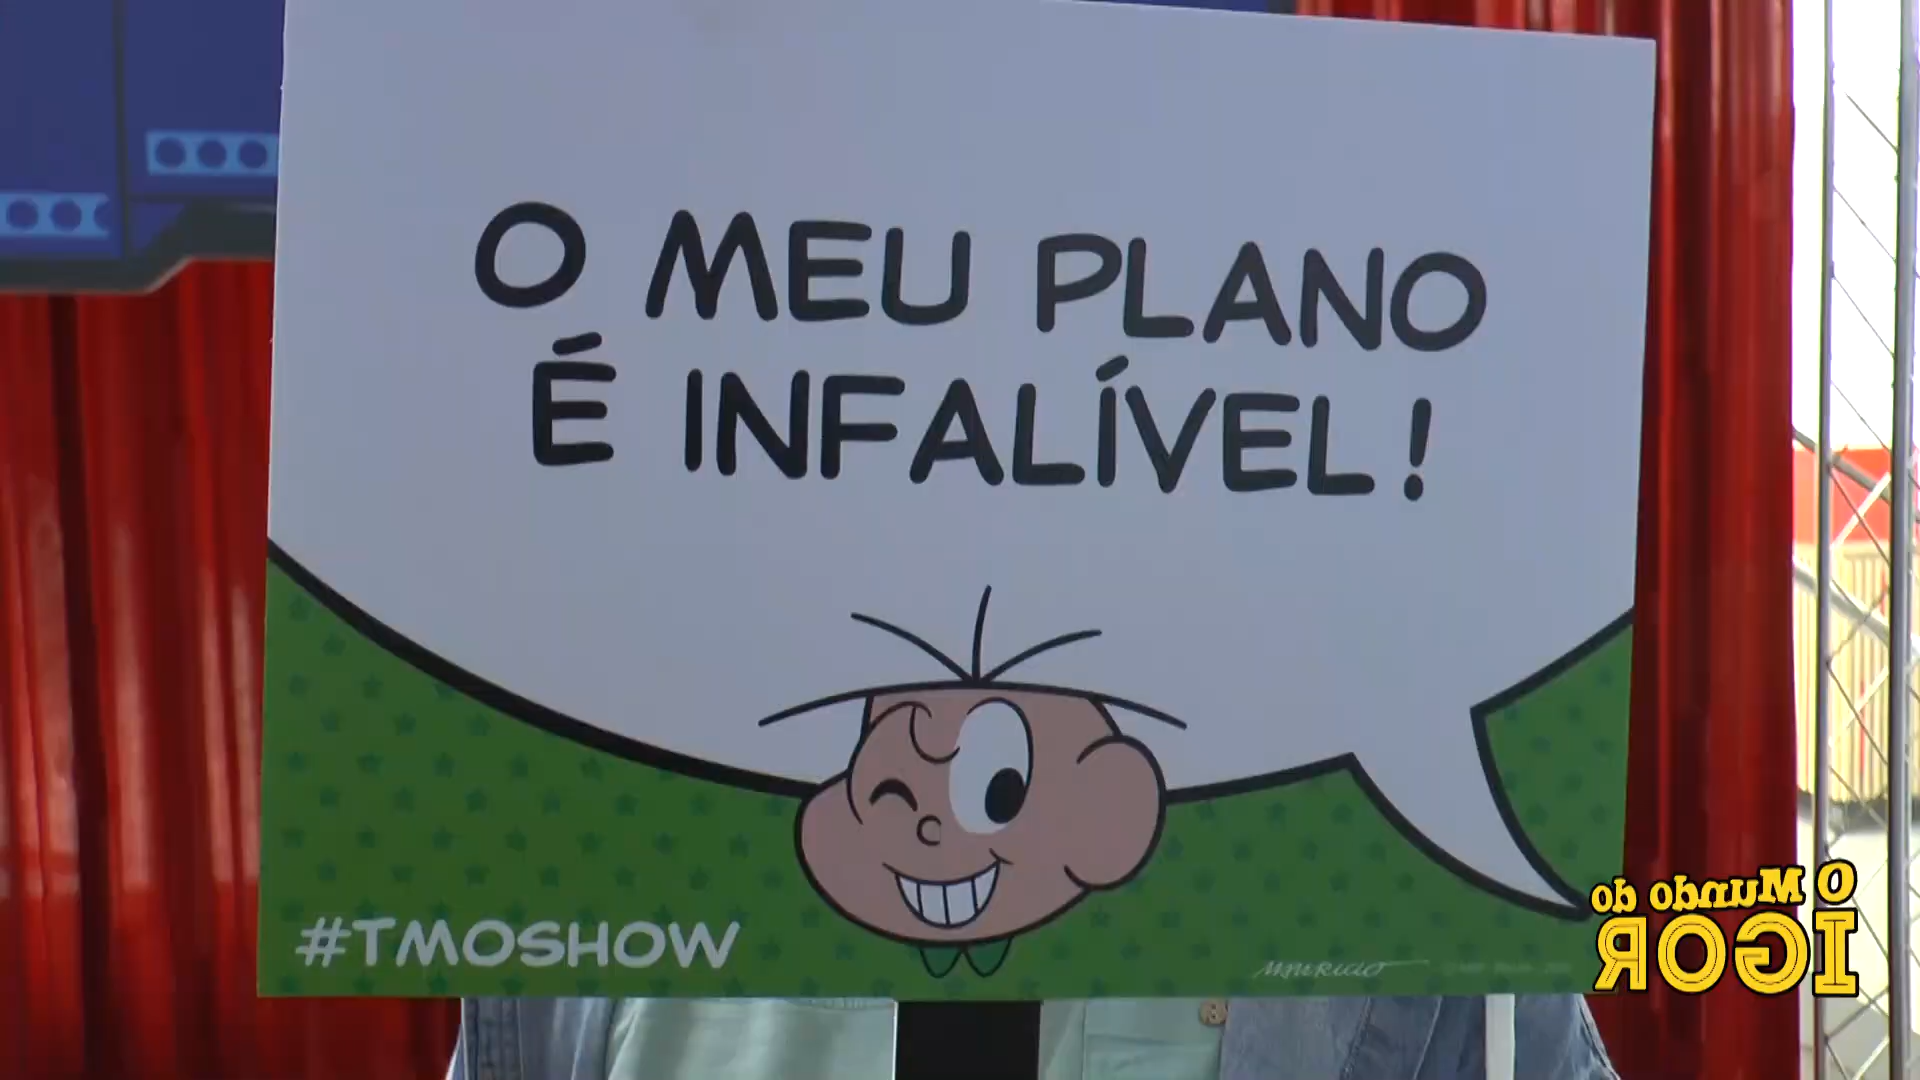 O MEU PLANO
É INFALÍVEL!
#TMOSHOW
MAURICIO
O Mundo do
IGOR